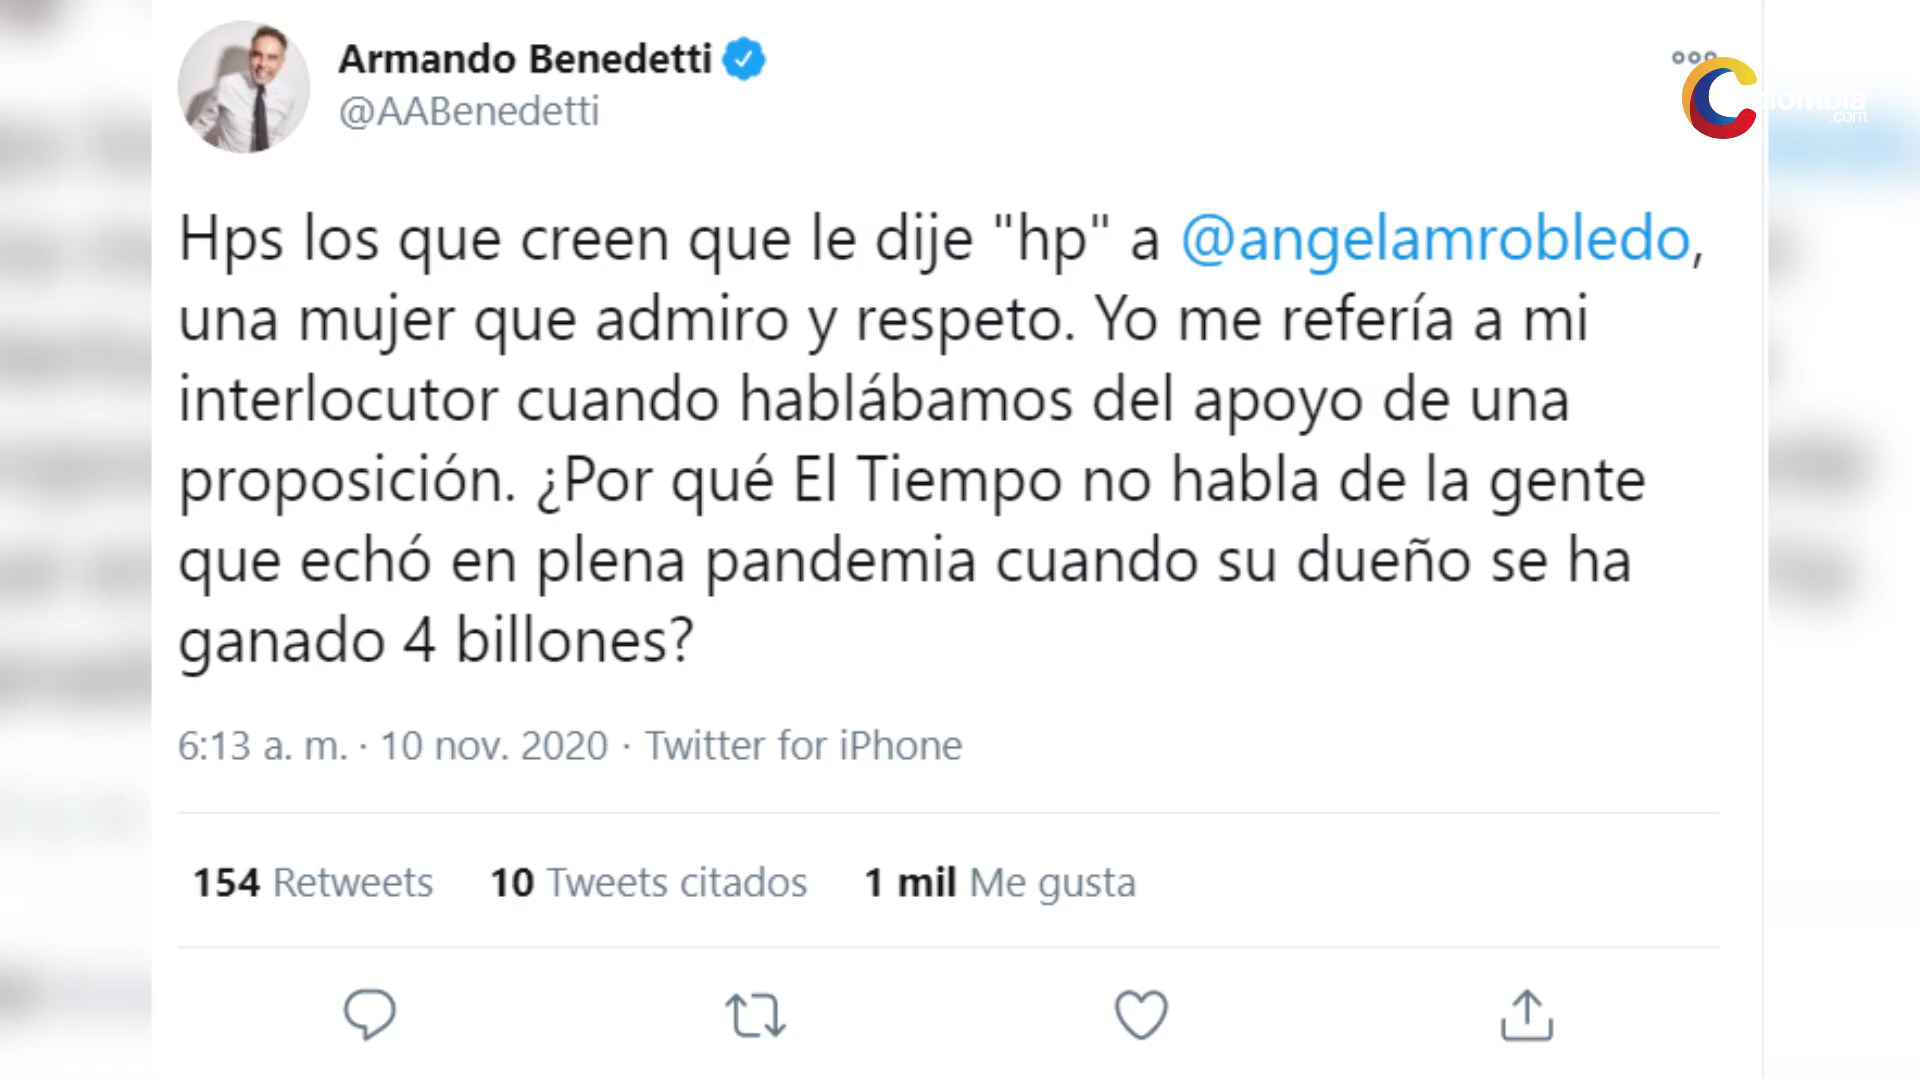 Armando Benedetti
@AABenedetti
Hps los que creen que le dije "hp" a @angelamrobledo,
una mujer que admiro y respeto. Yo me refería a mi
interlocutor cuando hablábamos del apoyo de una
proposición. ¿Por qué El Tiempo no habla de la gente
que echó en plena pandemia cuando su dueño se ha
ganado 4 billones?
6:13 a. m. · 10 nov. 2020 · Twitter for iPhone
154 Retweets 10 Tweets citados 1 mil Me gusta
Colombia
.com